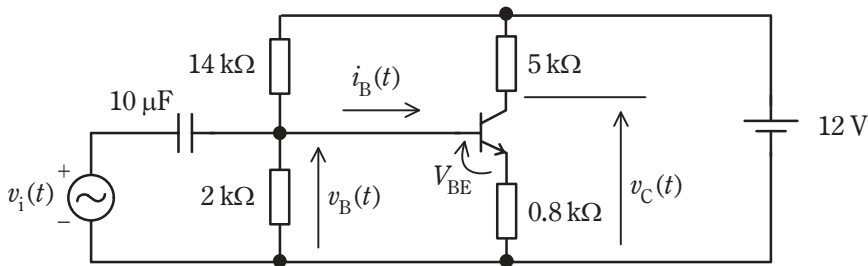 14 kΩ
5 kΩ
i_B(t)
10 μF
12 V
+
v_i(t)
−
2 kΩ
v_B(t)
V_BE
v_C(t)
0.8 kΩ